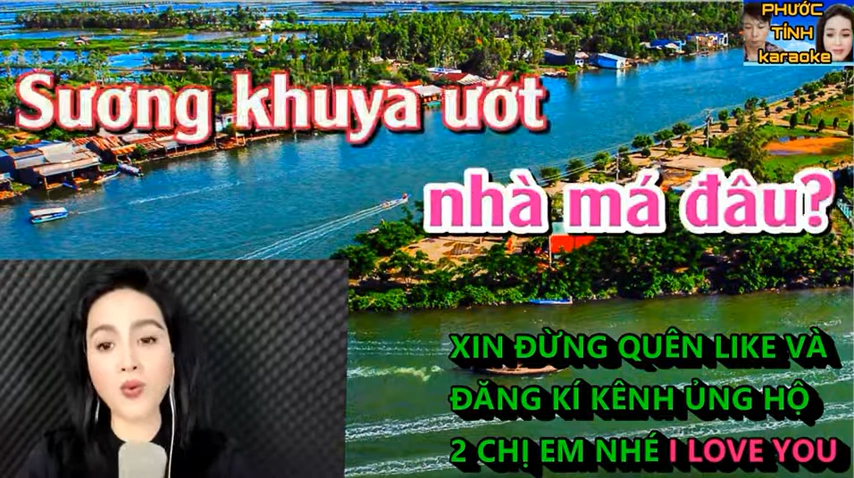 PHƯỚC
TÍNH
karaoke
Sương khuya ướt
nhà má đâu?
XIN ĐỪNG QUÊN LIKE VÀ
ĐĂNG KÍ KÊNH ỦNG HỘ
2 CHỊ EM NHÉ I LOVE YOU